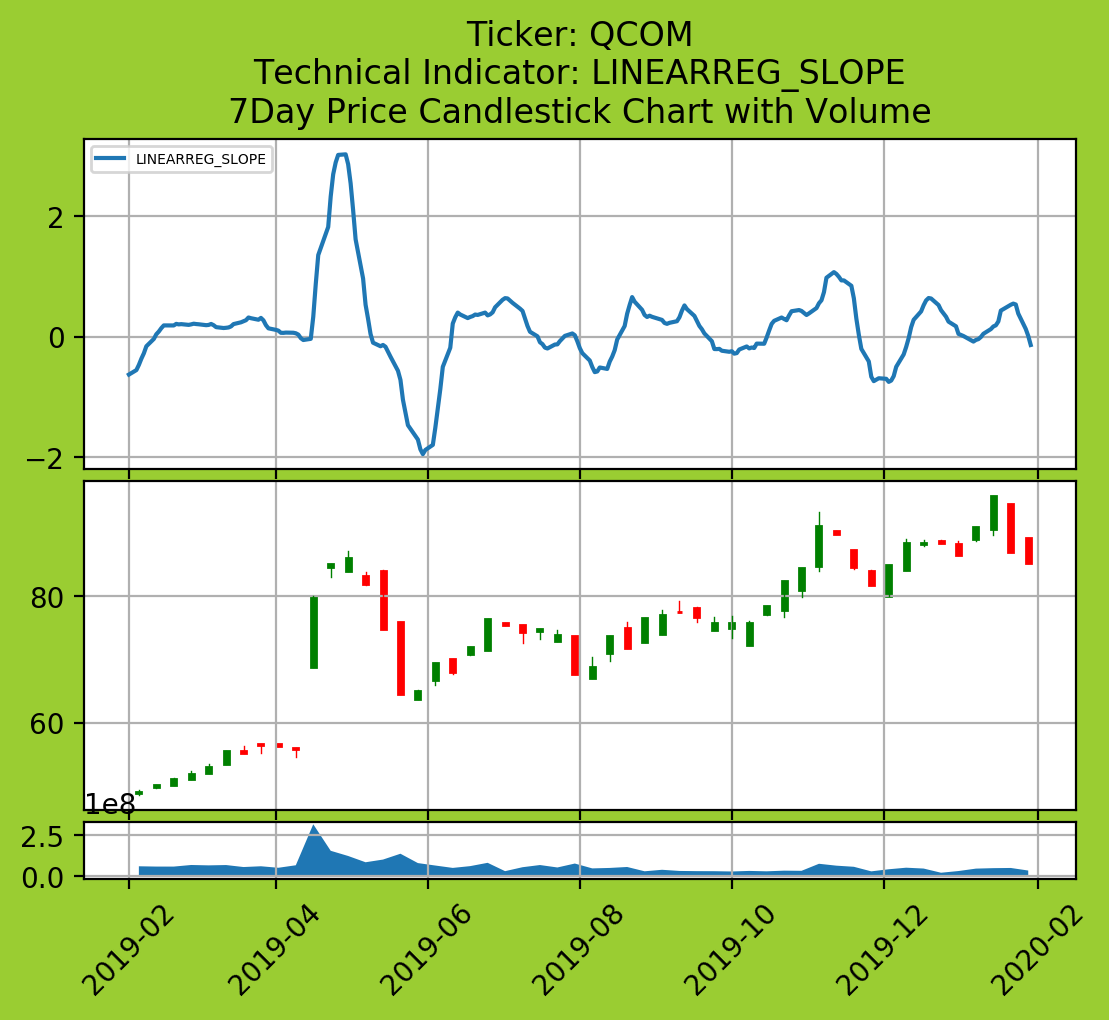 Ticker: QCOM
Technical Indicator: LINEARREG_SLOPE
7Day Price Candlestick Chart with Volume
LINEARREG_SLOPE
2
0
−2
80
60
1e8
2.5
0.0
2019-02
2019-04
2019-06
2019-08
2019-10
2019-12
2020-02